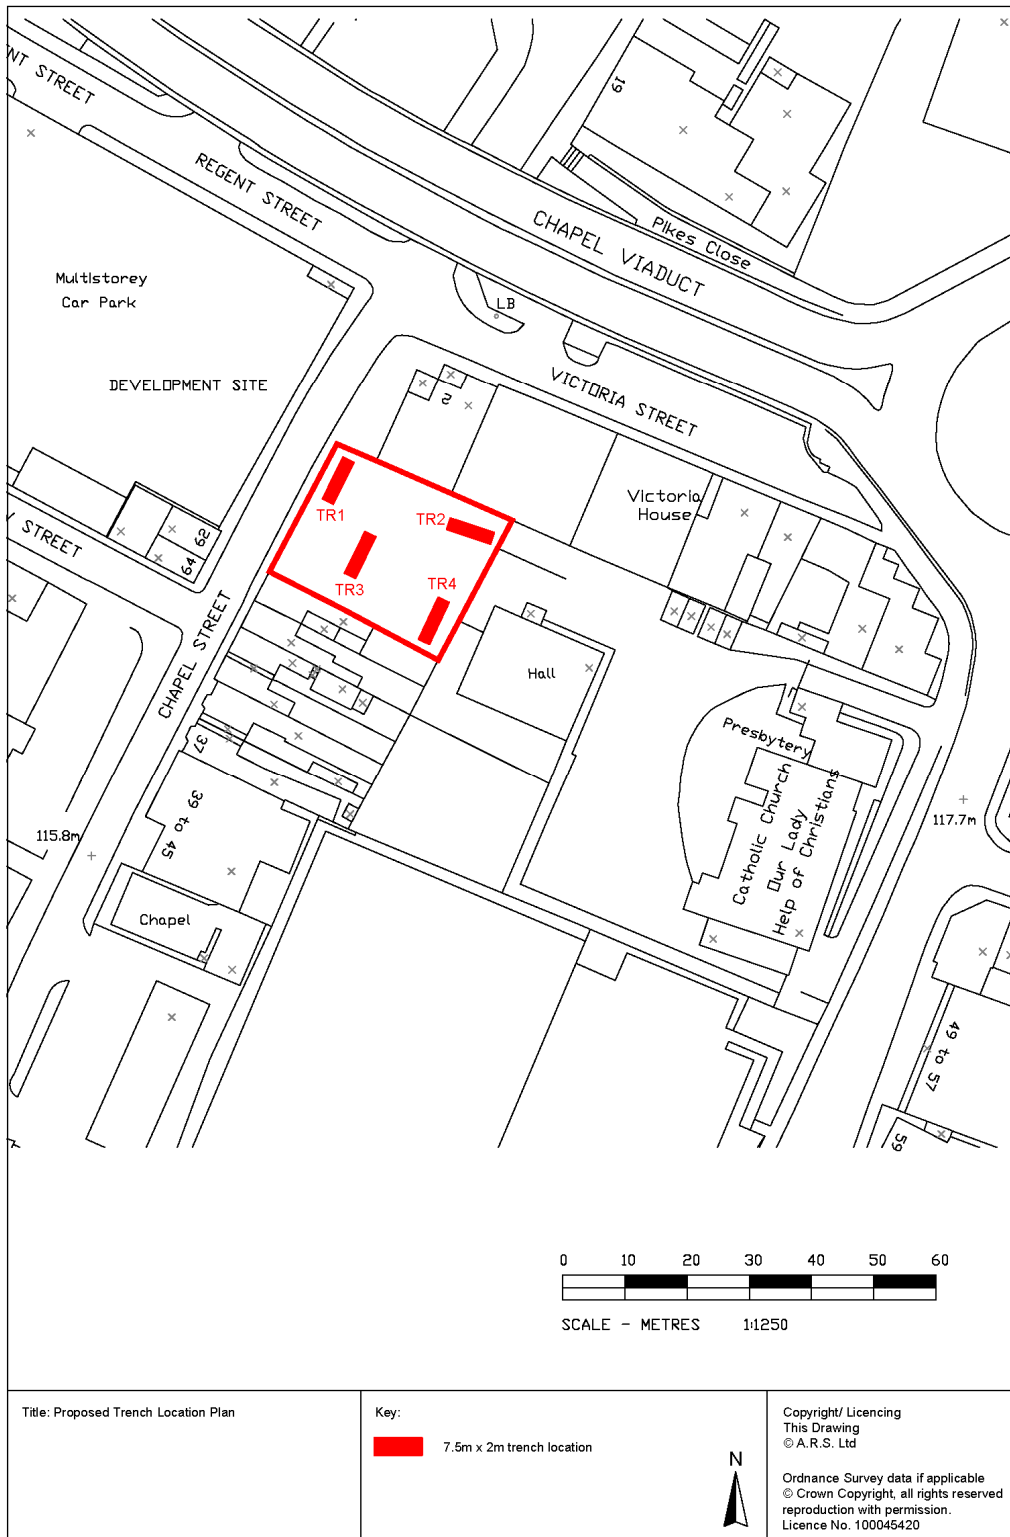 NT STREET
REGENT STREET
19
CHAPEL VIADUCT
Pikes Close
Multistorey
Car Park
LB
DEVELOPMENT SITE
2
VICTORIA STREET
Victoria
House
TR1
TR2
TR3
TR4
62
64
STREET
CHAPEL STREET
Hall
37
39 to 45
Presbytery
Catholic Church
Our Lady
Help of Christians
115.8m
117.7m
Chapel
49 to 57
59
0 10 20 30 40 50 60
SCALE - METRES 1:1250
Title: Proposed Trench Location Plan
Key:
7.5m x 2m trench location
N
Copyright/ Licencing
This Drawing
© A.R.S. Ltd
Ordnance Survey data if applicable
© Crown Copyright, all rights reserved
reproduction with permission.
Licence No. 100045420